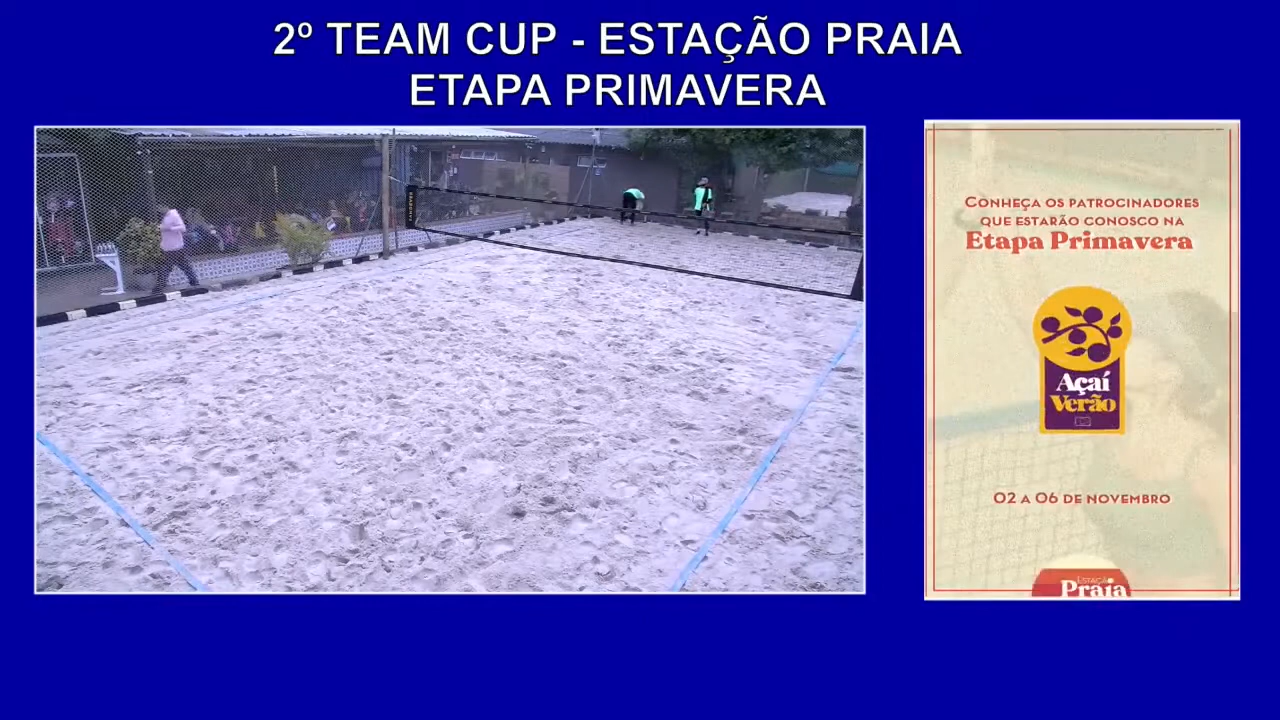 2º TEAM CUP - ESTAÇÃO PRAIA
ETAPA PRIMAVERA
CONHEÇA OS PATROCINADORES
QUE ESTARÃO CONOSCO NA
Etapa Primavera
Açaí
Verão
02 A 06 DE NOVEMBRO
ESTAÇÃ
Praia